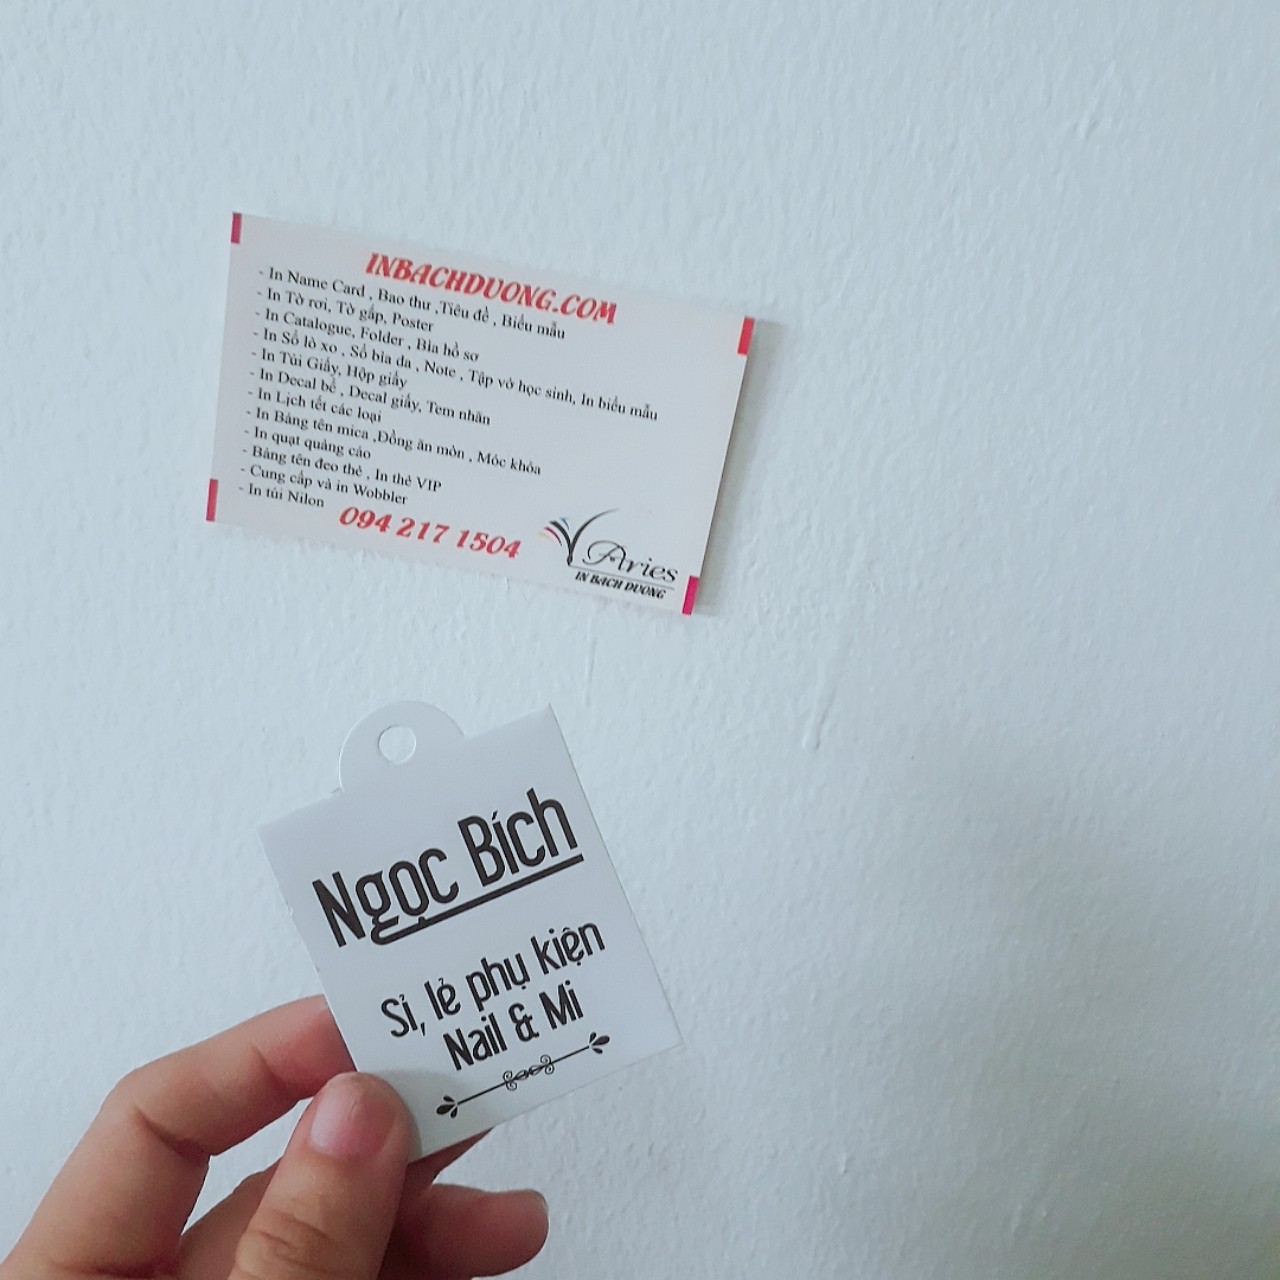 INBACHDUONG.COM
- In Name Card , Bao thư ,Tiêu đề , Biểu mẫu
- In Tờ rơi, Tờ gấp, Poster
- In Catalogue, Folder , Bìa hồ sơ
- In Sổ lò xo , Sổ bìa da , Note , Tập vở học sinh, In biểu mẫu
- In Túi Giấy, Hộp giấy
- In Decal bế , Decal giấy, Tem nhãn
- In Lịch tết các loại
- In Bảng tên mica ,Đồng ăn mòn , Móc khóa
- In quạt quảng cáo
- Bảng tên đeo thẻ , In thẻ VIP
- Cung cấp và in Wobbler
- In túi Nilon
094 217 1504
Aries
IN BACH DUONG
Ngọc Bích
Sỉ, lẻ phụ kiện
Nail & Mi